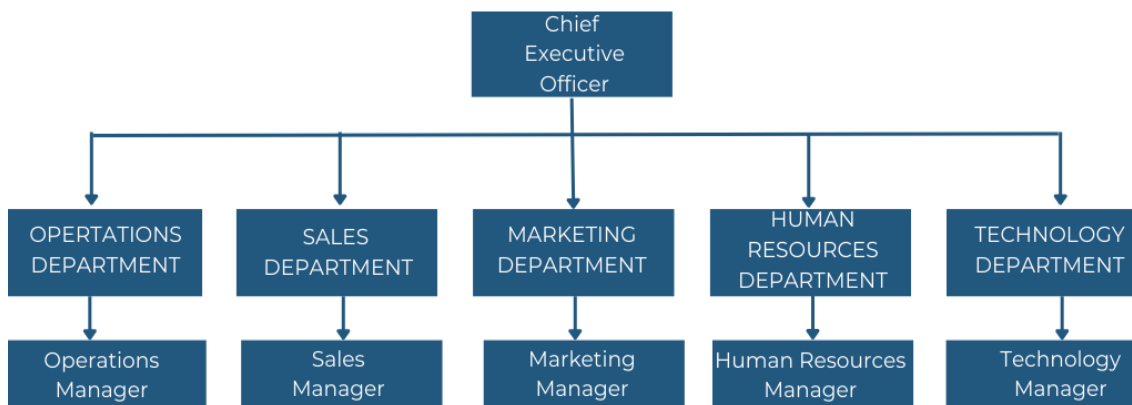 Chief
Executive
Officer
OPERTATIONS
DEPARTMENT
SALES
DEPARTMENT
MARKETING
DEPARTMENT
HUMAN
RESOURCES
DEPARTMENT
TECHNOLOGY
DEPARTMENT
Operations
Manager
Sales
Manager
Marketing
Manager
Human Resources
Manager
Technology
Manager